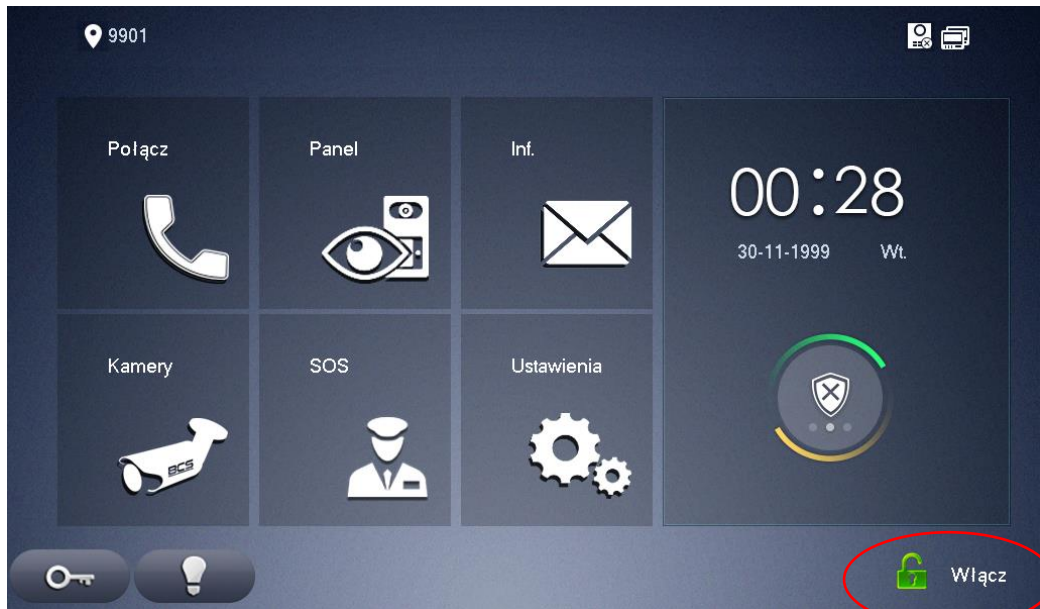 9901
Połącz
Panel
Inf.
00:28
30-11-1999 Wt.
Kamery
SOS
Ustawienia
BCS
Włącz